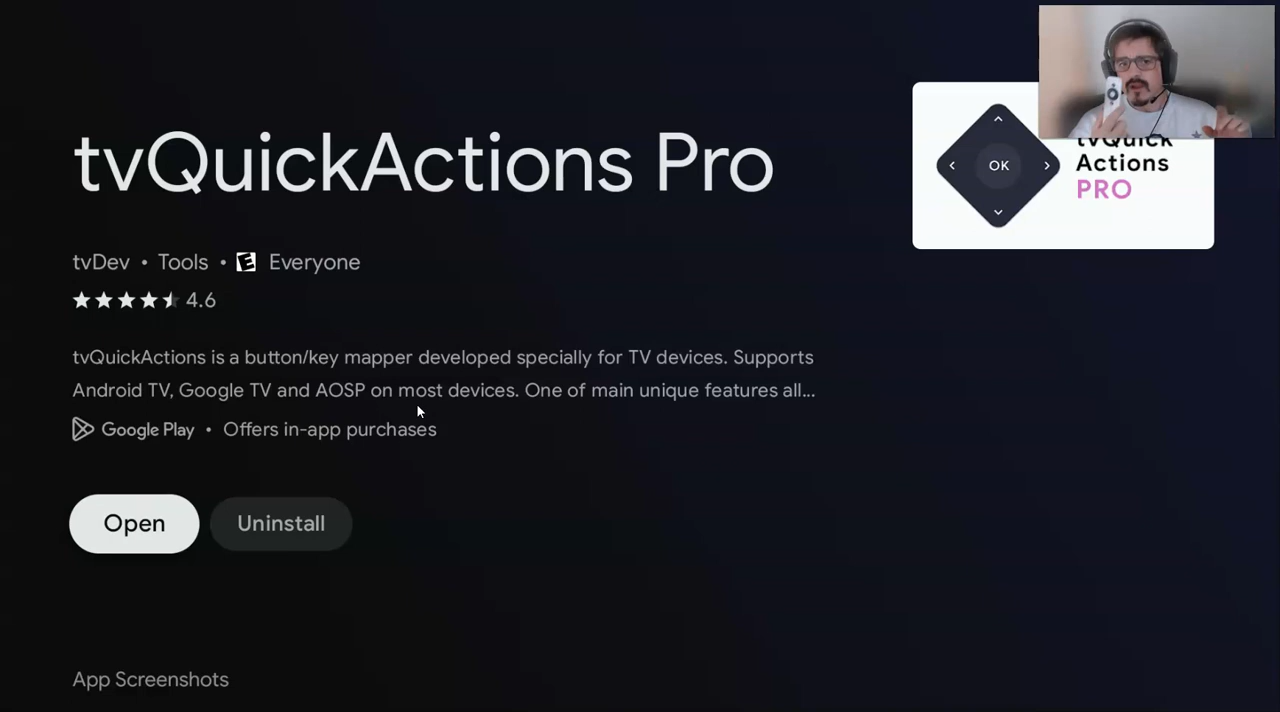 tvQuickActions Pro
tvQuick
Actions
PRO
OK
tvDev • Tools • E Everyone
4.6
tvQuickActions is a button/key mapper developed specially for TV devices. Supports
Android TV, Google TV and AOSP on most devices. One of main unique features all...
Google Play • Offers in-app purchases
Open
Uninstall
App Screenshots